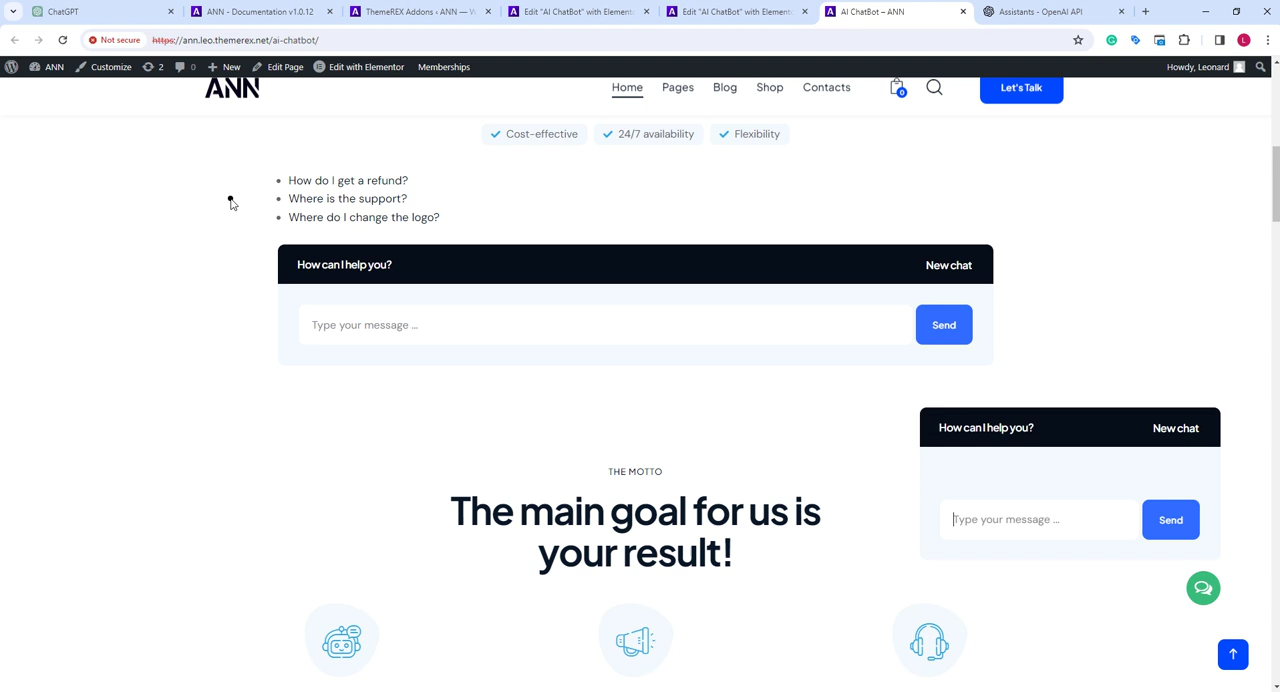 ChatGPT
ANN - Documentation v1.0.12
ThemeREX Addons ‹ ANN — W
Edit "AI ChatBot" with Elemento
Edit "AI ChatBot" with Elemento
AI ChatBot – ANN
Assistants - OpenAI API
Not secure
https://ann.leo.themerex.net/ai-chatbot/
L
ANN
Customize
2
0
New
Edit Page
Edit with Elementor
Memberships
Howdy, Leonard
ANN
Home
Pages
Blog
Shop
Contacts
0
Let's Talk
Cost-effective
24/7 availability
Flexibility
How do I get a refund?
Where is the support?
Where do I change the logo?
How can I help you?
New chat
Type your message ...
Send
How can I help you?
New chat
Type your message ...
Send
THE MOTTO
The main goal for us is
your result!